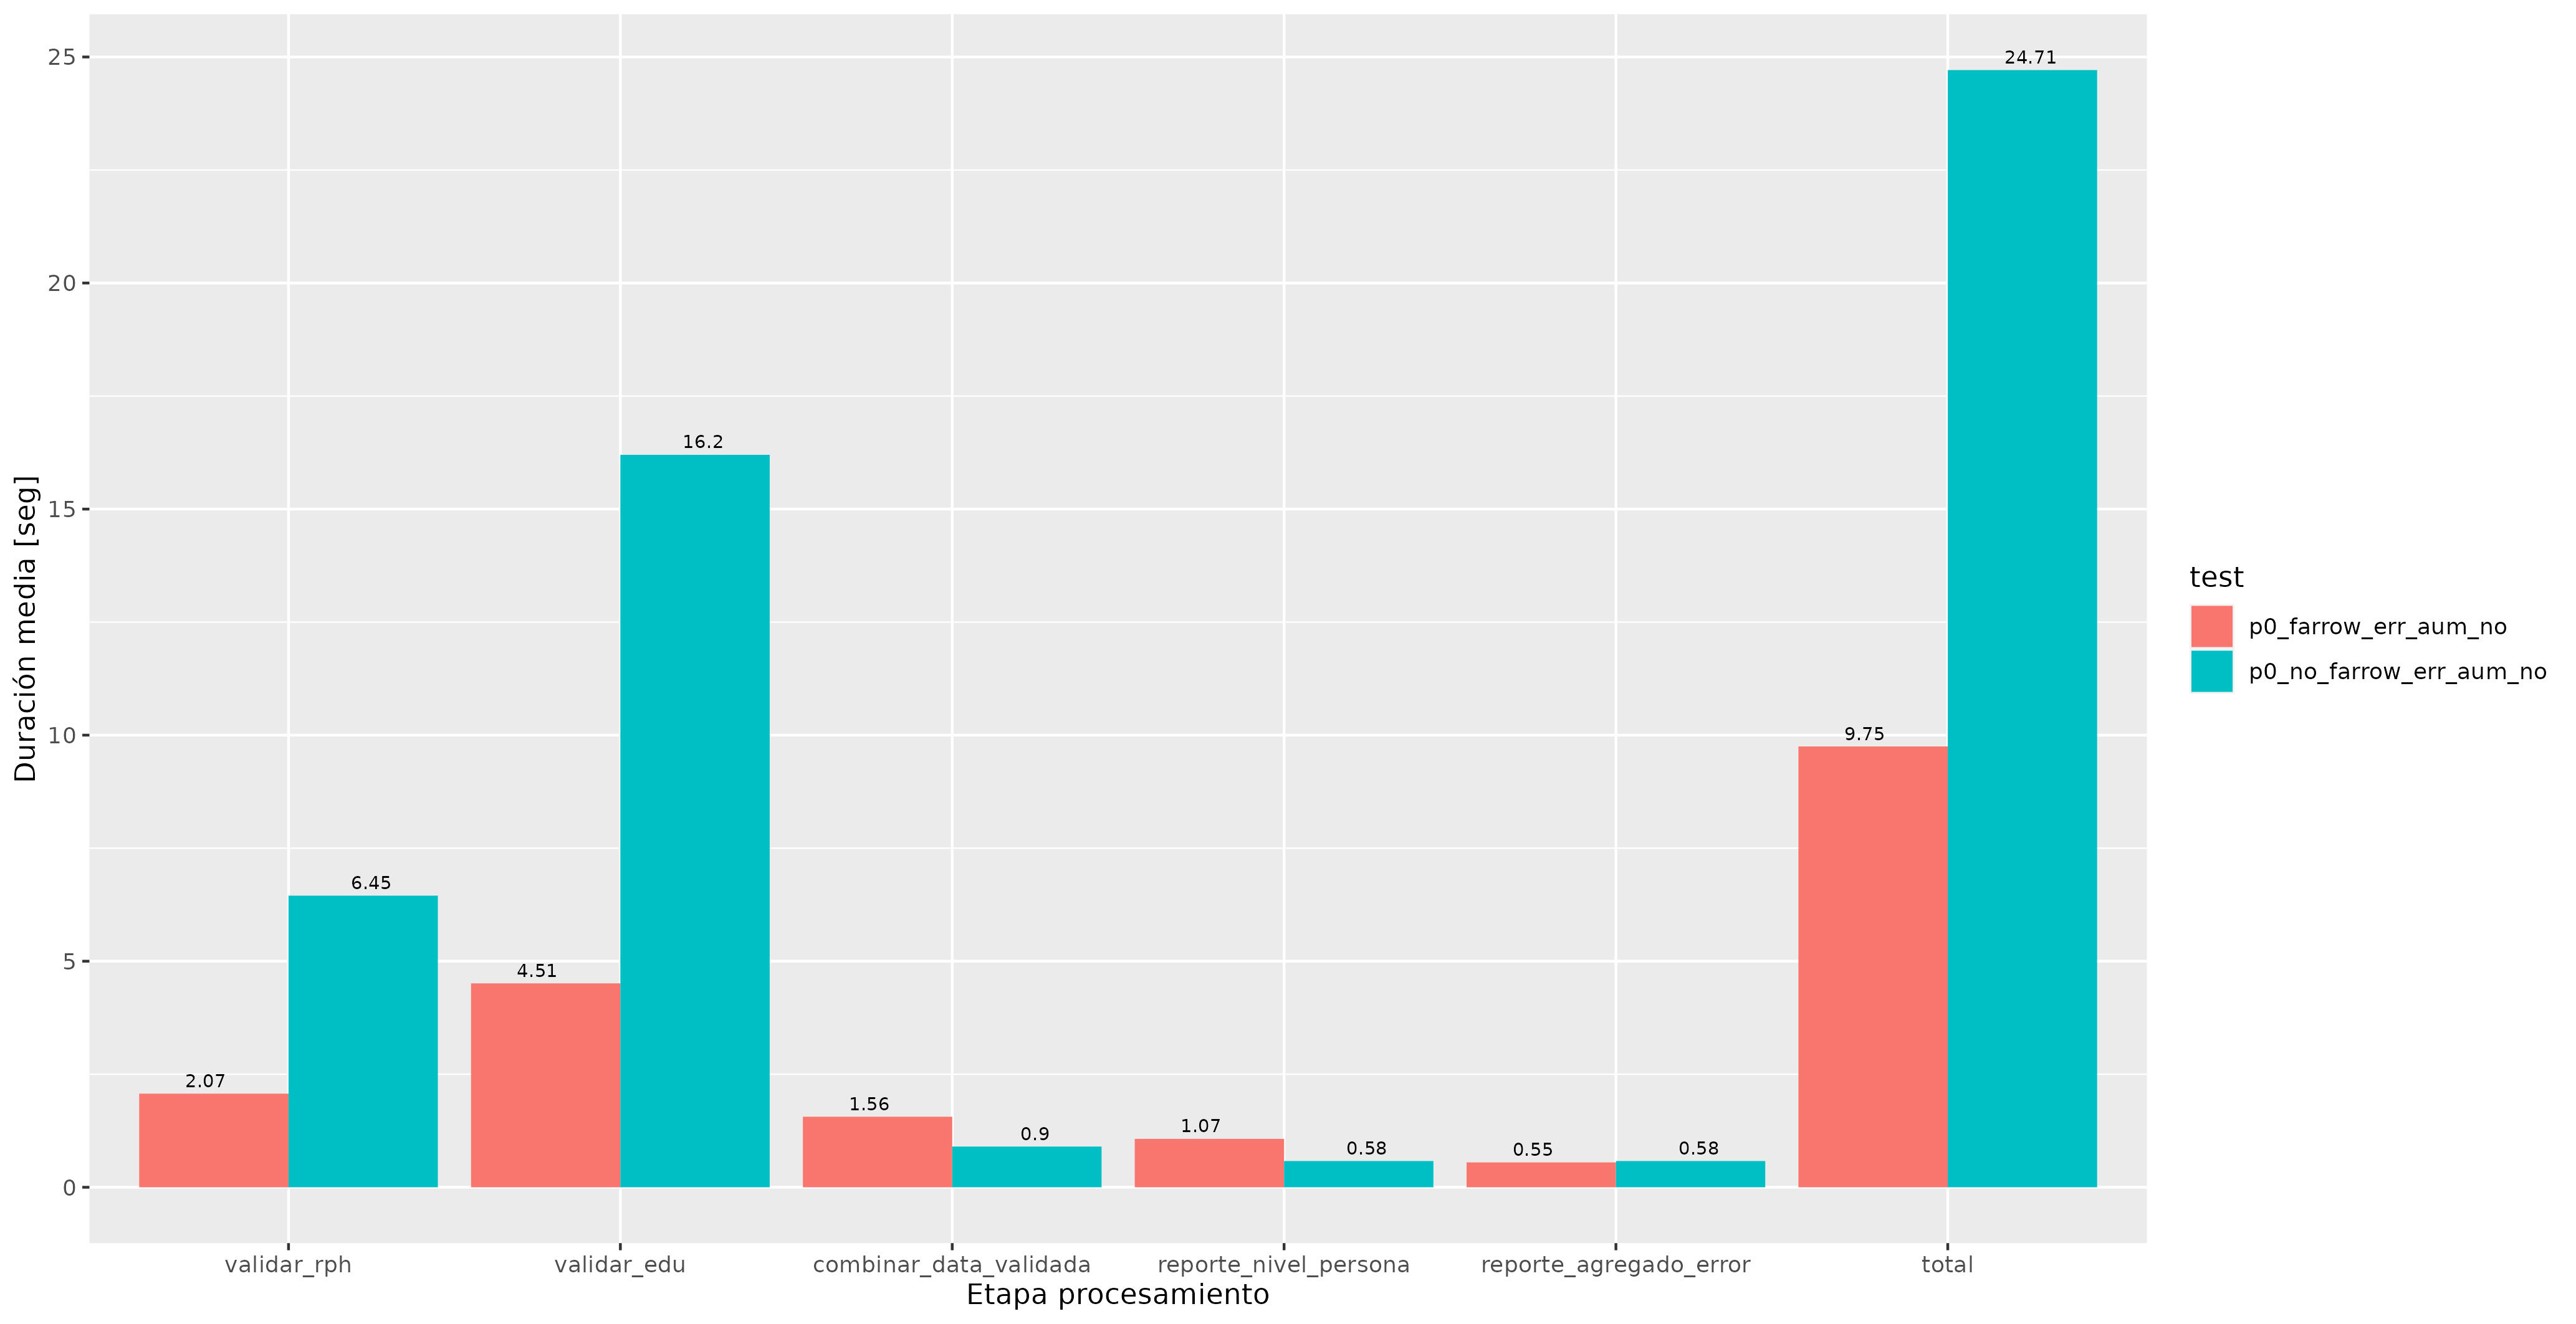 Duración media [seg]
25
20
15
10
5
0
2.07
6.45
4.51
16.2
1.56
0.9
1.07
0.58
0.55
0.58
9.75
24.71
validar_rph
validar_edu
combinar_data_validada
reporte_nivel_persona
reporte_agregado_error
total
Etapa procesamiento
test
p0_farrow_err_aum_no
p0_no_farrow_err_aum_no